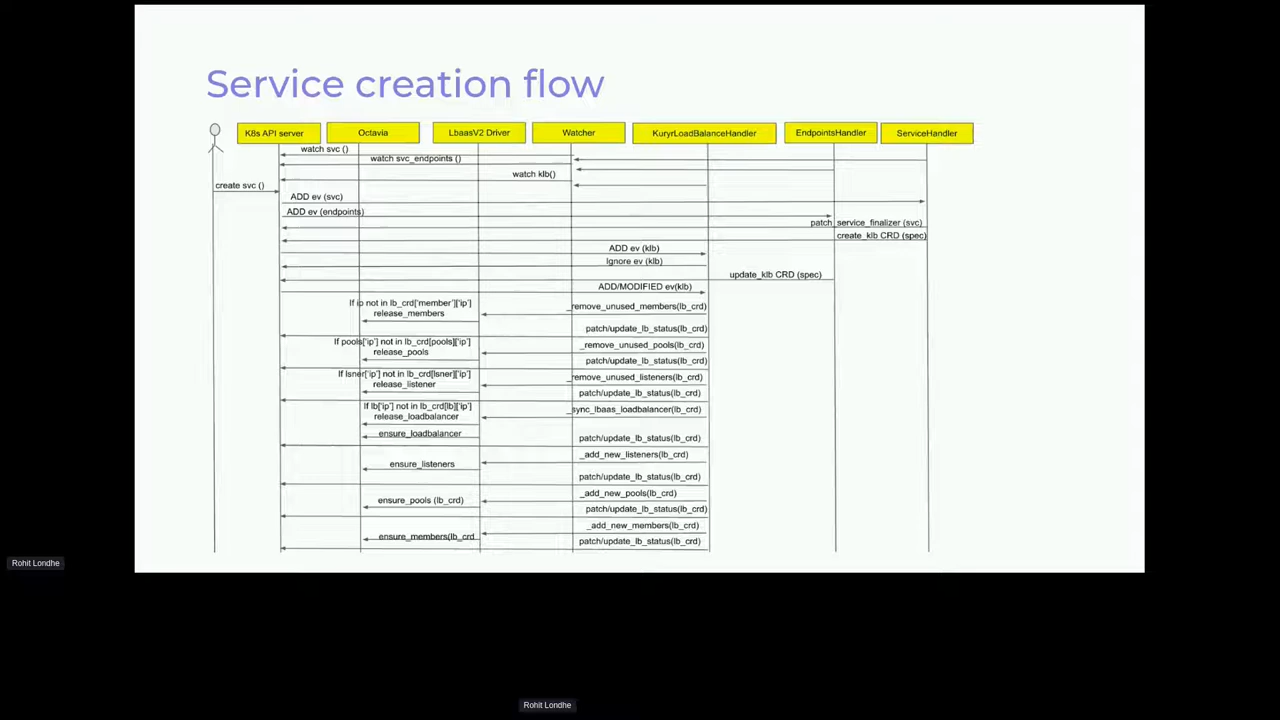 Service creation flow
K8s API server
Octavia
LbaasV2 Driver
Watcher
KuryrLoadBalanceHandler
EndpointsHandler
ServiceHandler
watch svc ()
watch svc_endpoints ()
watch klb()
create svc ()
ADD ev (svc)
ADD ev (endpoints)
patch_service_finalizer (svc)
create_klb CRD (spec)
ADD ev (klb)
Ignore ev (klb)
update_klb CRD (spec)
ADD/MODIFIED ev(klb)
If ip not in lb_crd['member']['ip']
release_members
_remove_unused_members(lb_crd)
patch/update_lb_status(lb_crd)
If pools['ip'] not in lb_crd[pools]['ip']
release_pools
_remove_unused_pools(lb_crd)
patch/update_lb_status(lb_crd)
If lsner['ip'] not in lb_crd[lsner]['ip']
release_listener
_remove_unused_listeners(lb_crd)
patch/update_lb_status(lb_crd)
If lb['ip'] not in lb_crd[lb]['ip']
release_loadbalancer
_sync_lbaas_loadbalancer(lb_crd)
ensure_loadbalancer
patch/update_lb_status(lb_crd)
_add_new_listeners(lb_crd)
ensure_listeners
patch/update_lb_status(lb_crd)
_add_new_pools(lb_crd)
ensure_pools (lb_crd)
patch/update_lb_status(lb_crd)
_add_new_members(lb_crd)
ensure_members(lb_crd
patch/update_lb_status(lb_crd)
Rohit Londhe
Rohit Londhe